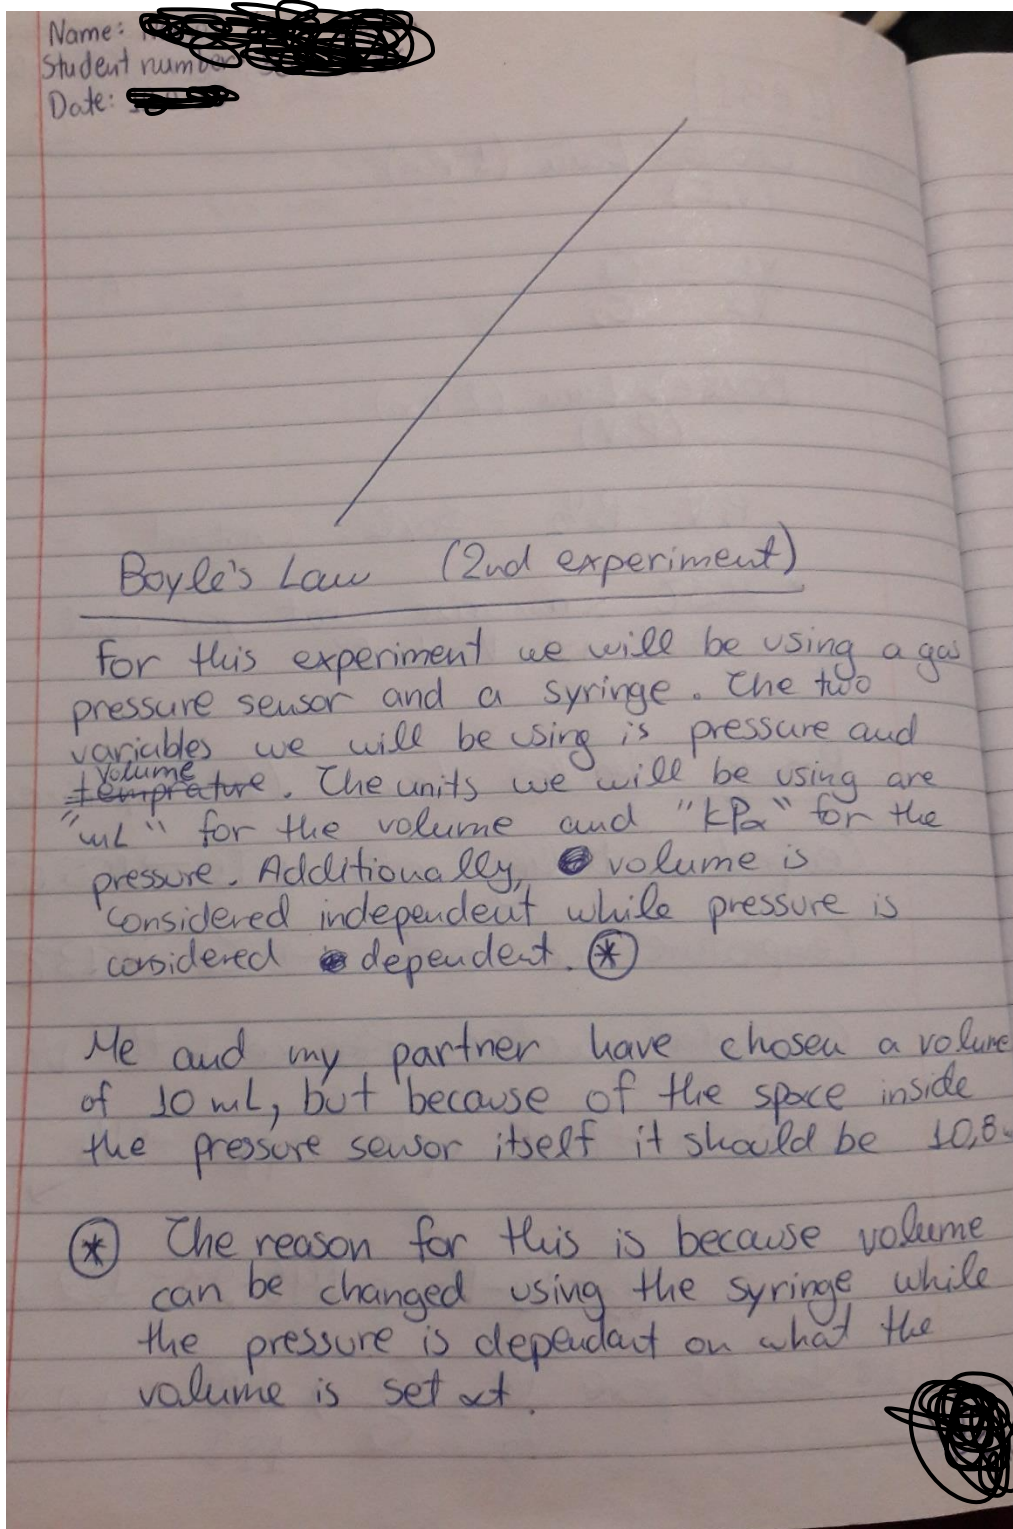 Name:
Student number
Date:
Boyle's Law (2nd experiment)
For this experiment we will be using a gas
pressure sensor and a syringe. The two
variables we will be using is pressure and
volume
temprature. The units we will be using are
"mL" for the volume and "kPa" for the
pressure. Additionally, volume is
considered independent while pressure is
considered dependent. *
Me and my partner have chosen a volume
of 10 mL, but because of the space inside
the pressure sensor itself it should be 10,8
* The reason for this is because volume
can be changed using the syringe while
the pressure is dependant on what the
volume is set at.